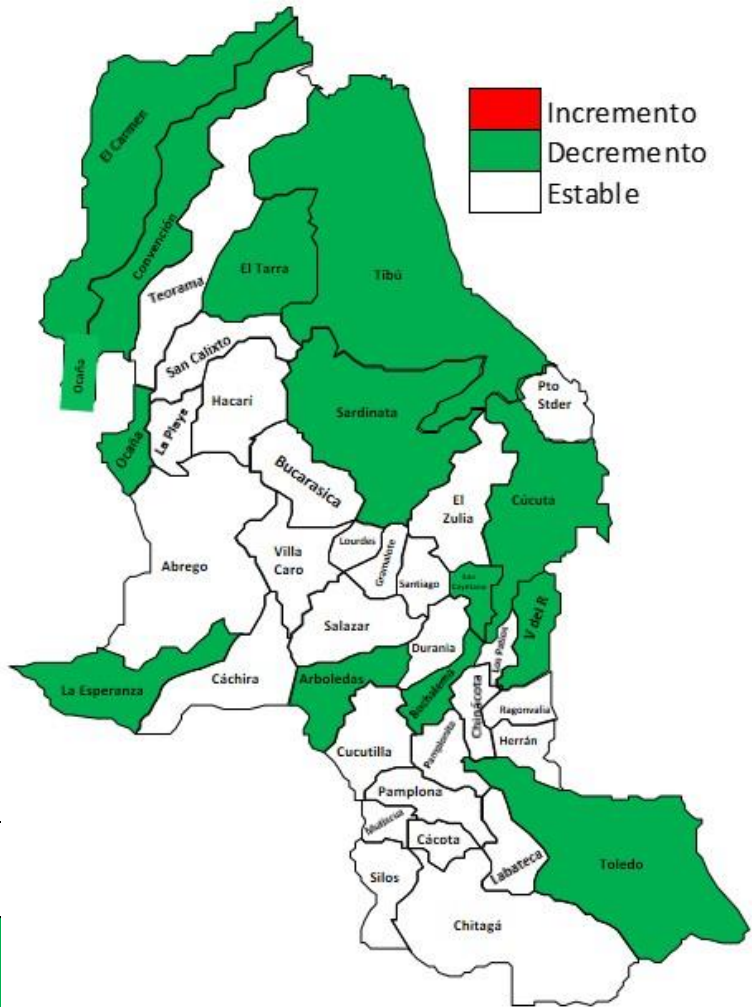 Incremento
Decremento
Estable
El Carmen
Convención
Teorama
El Tarra
Tibú
Ocaña
San Calixto
Hacarí
La Playa
Ocaña
Sardinata
Pto
Stder
Bucarasica
El
Zulia
Cúcuta
Abrego
Villa
Caro
Lourdes
Gramalote
Santiago
San
Cayetano
Salazar
Durania
Los Patios
V del R
La Esperanza
Cáchira
Arboledas
Bochalema
Chinácota
Ragonvalia
Herrán
Cucutilla
Pamplonita
Pamplona
Mutiscua
Cácota
Labateca
Toledo
Silos
Chitagá